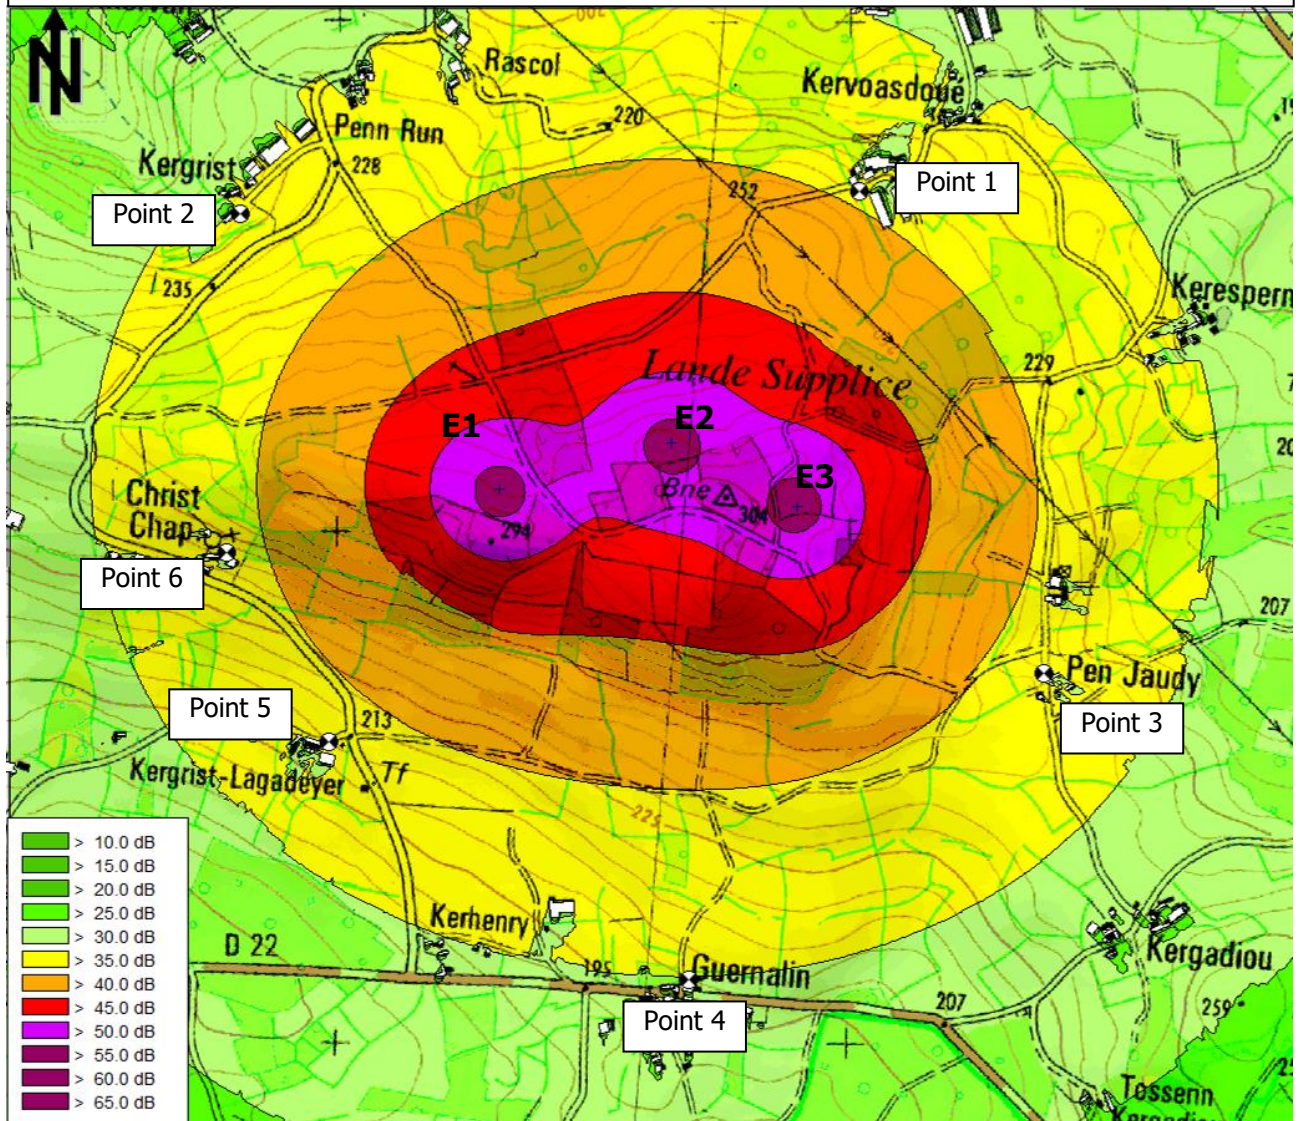 N
200
Rascol
Kervoasdoué
220
Penn Run
Kergrist
228
252
Point 1
Point 2
235
Kerespern
229
Lande Supplice
E1
E2
E3
Bne
304
294
Christ
Chap
Point 6
207
Pen Jaudy
Point 5
213
Point 3
Kergrist-Lagadeyer
Tf
225
> 10.0 dB
> 15.0 dB
> 20.0 dB
> 25.0 dB
> 30.0 dB
> 35.0 dB
> 40.0 dB
> 45.0 dB
> 50.0 dB
> 55.0 dB
> 60.0 dB
> 65.0 dB
Kerhenry
D 22
195
Guernalin
Kergadiou
207
259
Point 4
Tossenn